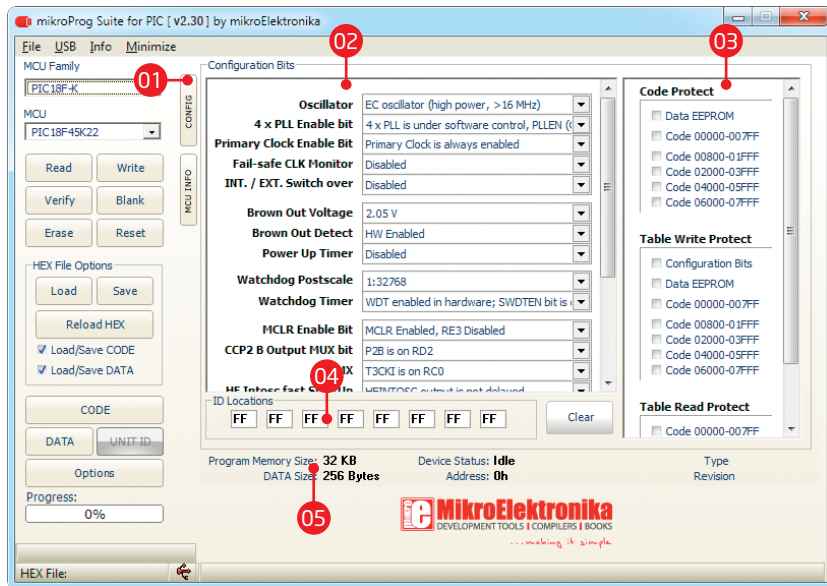 mikroProg Suite for PIC [ v2.30 ] by mikroElektronika
File USB Info Minimize
MCU Family
PIC18F-K
MCU
PIC18F45K22
Read Write
Verify Blank
Erase Reset
HEX File Options
Load Save
Reload HEX
Load/Save CODE
Load/Save DATA
CODE
DATA UNIT ID
Options
Progress:
0%
HEX File:
01
CONFIG
MCU INFO
02
Configuration Bits
Oscillator EC oscillator (high power, >16 MHz)
4 x PLL Enable bit 4 x PLL is under software control, PLLEN (
Primary Clock Enable Bit Primary Clock is always enabled
Fail-safe CLK Monitor Disabled
INT. / EXT. Switch over Disabled
Brown Out Voltage 2.05 V
Brown Out Detect HW Enabled
Power Up Timer Disabled
Watchdog Postscale 1:32768
Watchdog Timer WDT enabled in hardware; SWDTEN bit is
MCLR Enable Bit MCLR Enabled, RE3 Disabled
CCP2 B Output MUX bit P2B is on RD2
T3CKI is on RC0
HFINTOSC output is not delayed
03
Code Protect
Data EEPROM
Code 00000-007FF
Code 00800-01FFF
Code 02000-03FFF
Code 04000-05FFF
Code 06000-07FFF
Table Write Protect
Configuration Bits
Data EEPROM
Code 00000-007FF
Code 00800-01FFF
Code 02000-03FFF
Code 04000-05FFF
Code 06000-07FFF
Table Read Protect
Code 00000-007FF
04
ID Locations
FF FF FF FF FF FF FF FF
Clear
Program Memory Size: 32 KB Device Status: Idle Type
DATA Size: 256 Bytes Address: 0h Revision
05
MikroElektronika
DEVELOPMENT TOOLS | COMPILERS | BOOKS
...making it simple